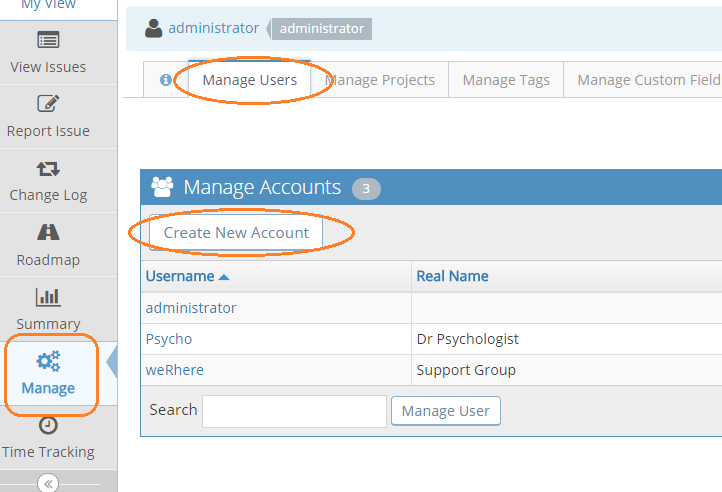 My View
View Issues
Report Issue
Change Log
Roadmap
Summary
Manage
Time Tracking
administrator administrator
Manage Users Manage Projects Manage Tags Manage Custom Field
Manage Accounts 3
Create New Account
Username Real Name
administrator
Psycho Dr Psychologist
weRhere Support Group
Search Manage User